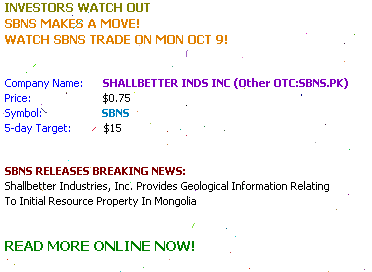 INVESTORS WATCH OUT
SBNS MAKES A MOVE!
WATCH SBNS TRADE ON MON OCT 9!
Company Name: SHALLBETTER INDS INC (Other OTC:SBNS.PK)
Price: $0.75
Symbol: SBNS
5-day Target: $15
SBNS RELEASES BREAKING NEWS:
Shallbetter Industries, Inc. Provides Geological Information Relating
To Initial Resource Property In Mongolia
READ MORE ONLINE NOW!